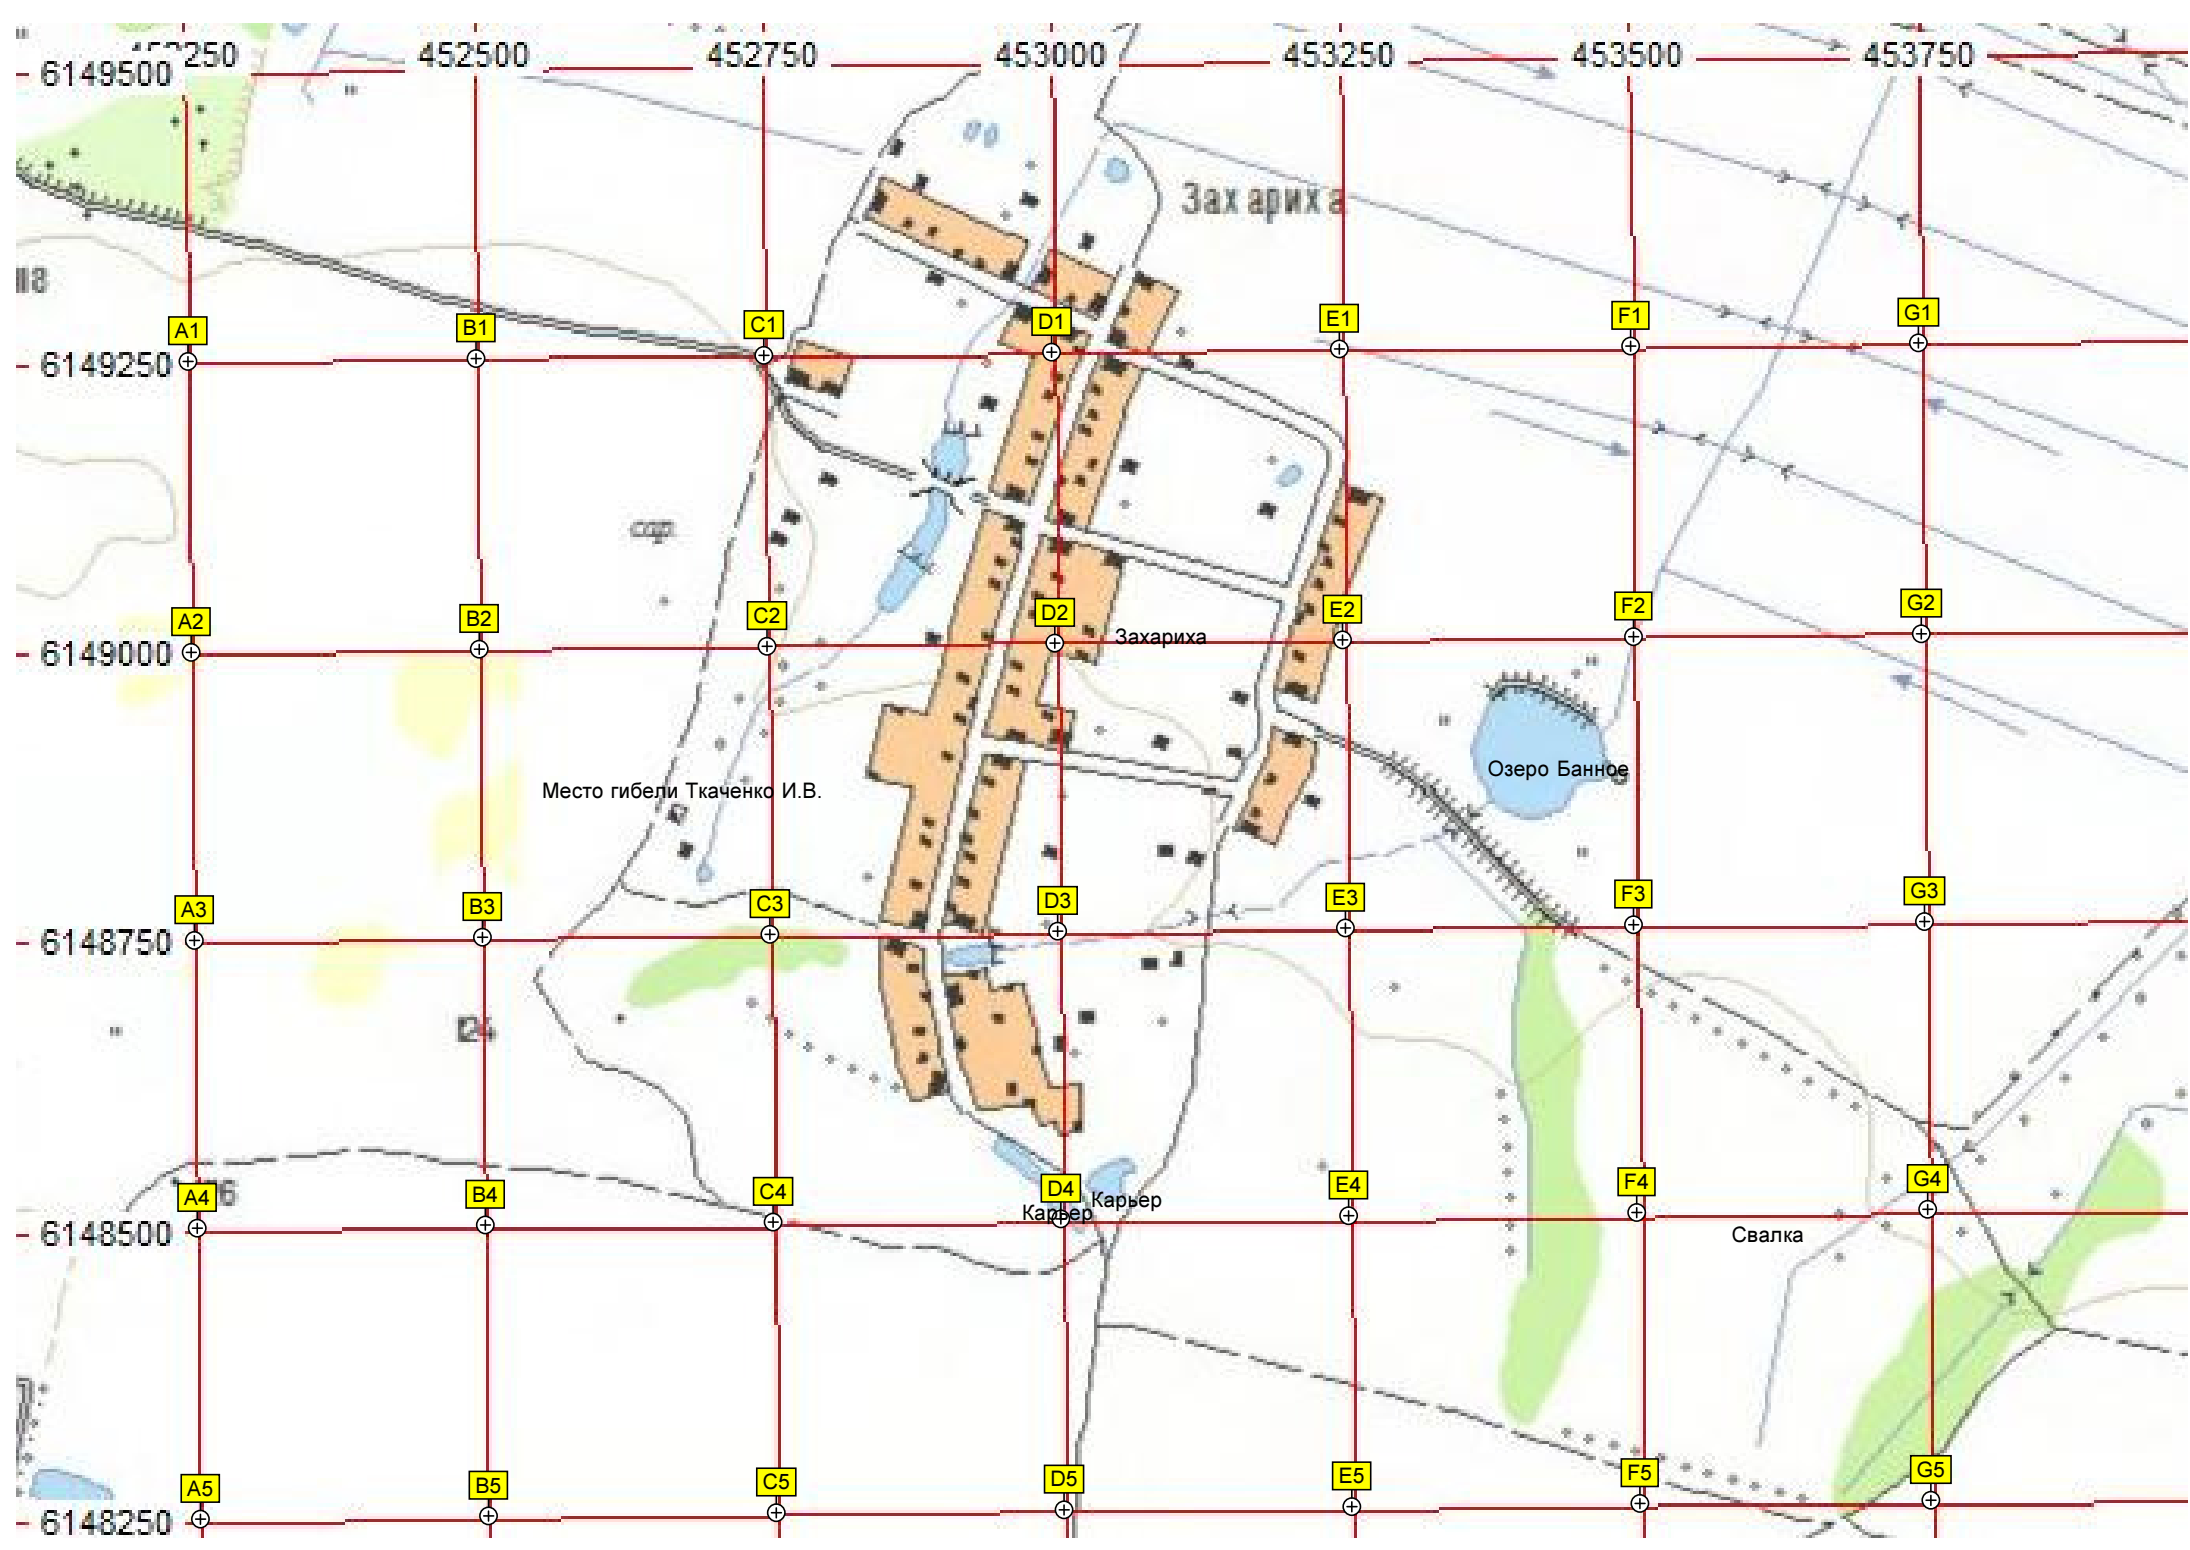 452500 452750 453000 453250 453500 453750
6149500
Захариха
A1 B1 C1 D1 E1 F1 G1
6149250
сар.
A2 B2 C2 D2 E2 F2 G2
6149000
Захариха
Озеро Банное
Место гибели Ткаченко И.В.
A3 B3 C3 D3 E3 F3 G3
6148750
A4 B4 C4 D4 E4 F4 G4
Карьер
Карьер
6148500
Свалка
A5 B5 C5 D5 E5 F5 G5
6148250